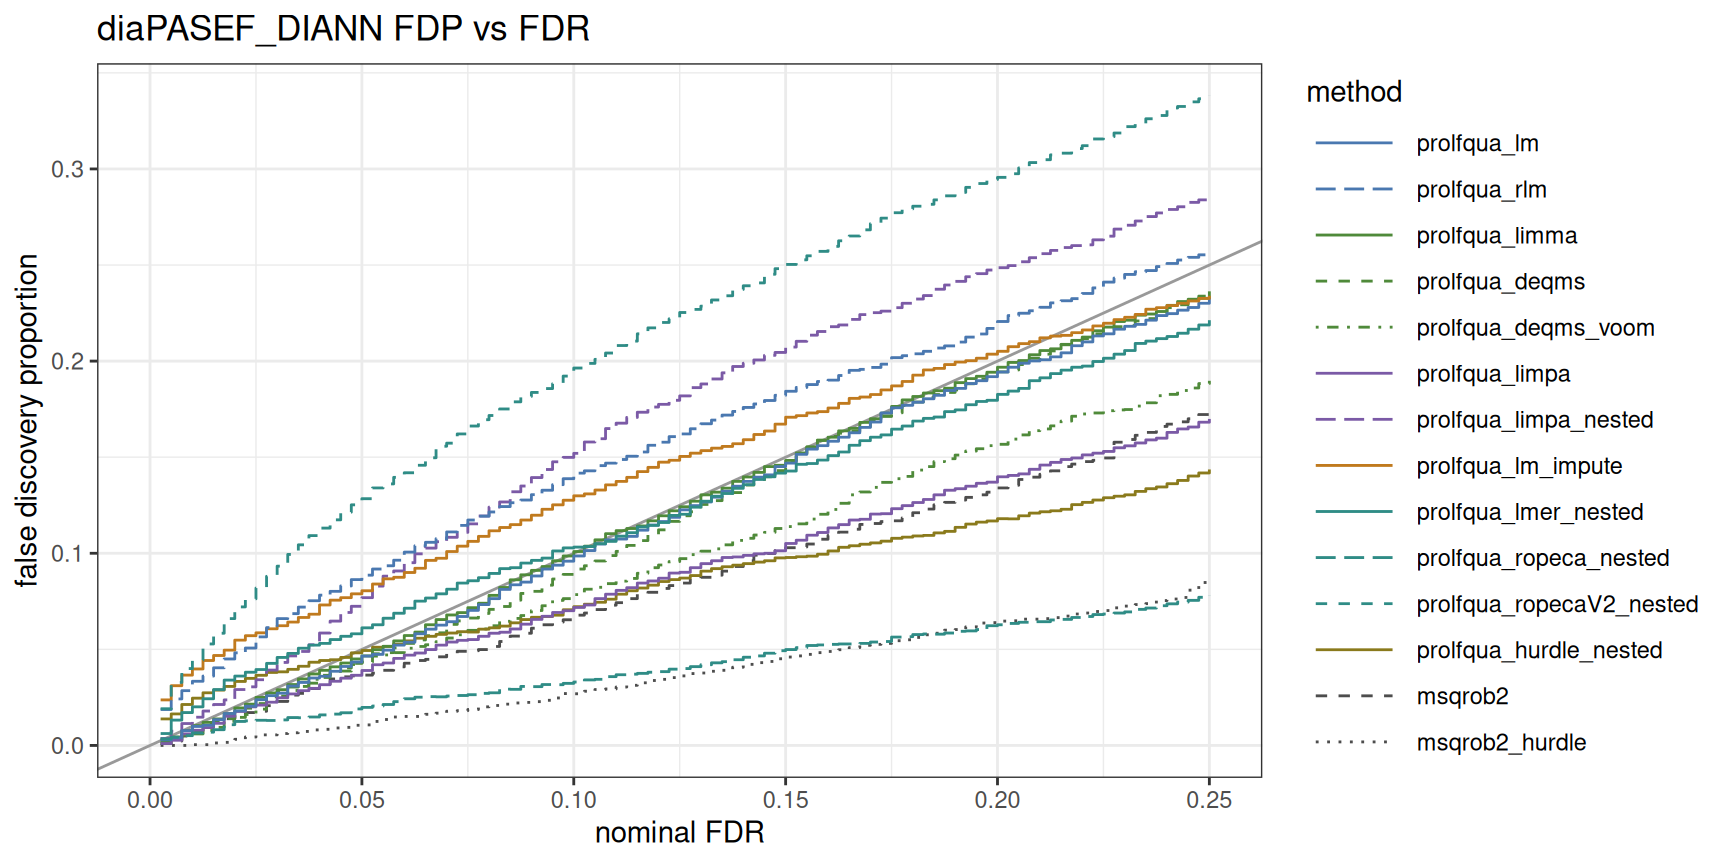 diaPASEF_DIANN FDP vs FDR
false discovery proportion
0.3
0.2
0.1
0.0
0.00 0.05 0.10 0.15 0.20 0.25
nominal FDR
method
prolfqua_lm
prolfqua_rlm
prolfqua_limma
prolfqua_deqms
prolfqua_deqms_voom
prolfqua_limpa
prolfqua_limpa_nested
prolfqua_lm_impute
prolfqua_lmer_nested
prolfqua_ropeca_nested
prolfqua_ropecaV2_nested
prolfqua_hurdle_nested
msqrob2
msqrob2_hurdle